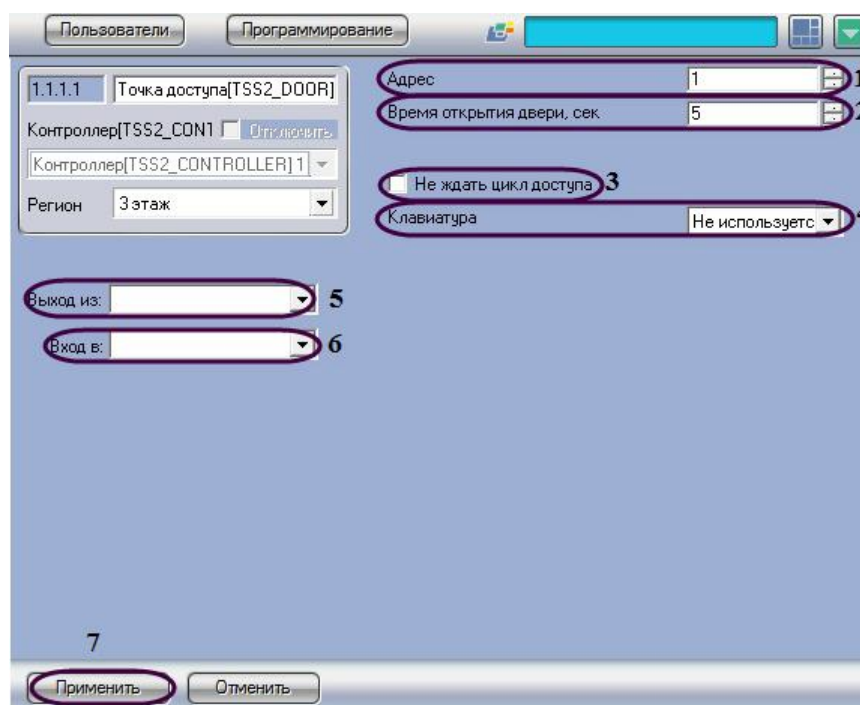 Пользователи Программирование
1.1.1.1 Точка доступа[TSS2_DOOR]
Контроллер[TSS2_CON1 Отключить
Контроллер[TSS2_CONTROLLER] 1
Регион 3 этаж
Адрес 1 1
Время открытия двери, сек 5 2
Не ждать цикл доступа 3
Клавиатура Не используетс
Выход из: 5
Вход в: 6
7
Применить Отменить